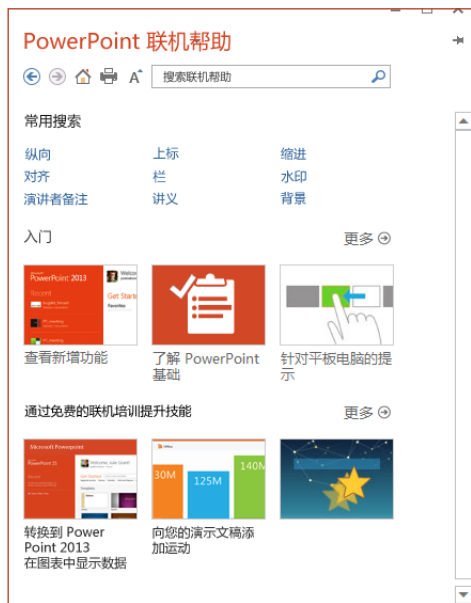 PowerPoint 联机帮助
搜索联机帮助
常用搜索
纵向 上标 缩进
对齐 栏 水印
演讲者备注 讲义 背景
入门 更多
PowerPoint 2013
Recent
Welcom
Get Starte
查看新增功能
了解 PowerPoint
基础
针对平板电脑的提
示
通过免费的联机培训提升技能 更多
Microsoft Powerpoint
30M
125M
140M
转换到 Power
Point 2013
在图表中显示数据
向您的演示文稿添
加运动